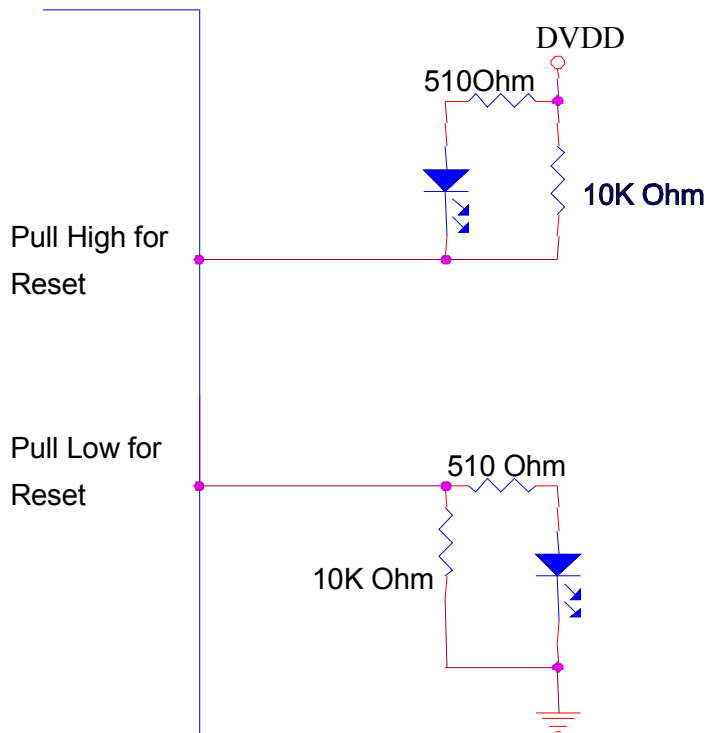 DVDD
510Ohm
10K Ohm
Pull High for
Reset
Pull Low for
Reset
510 Ohm
10K Ohm